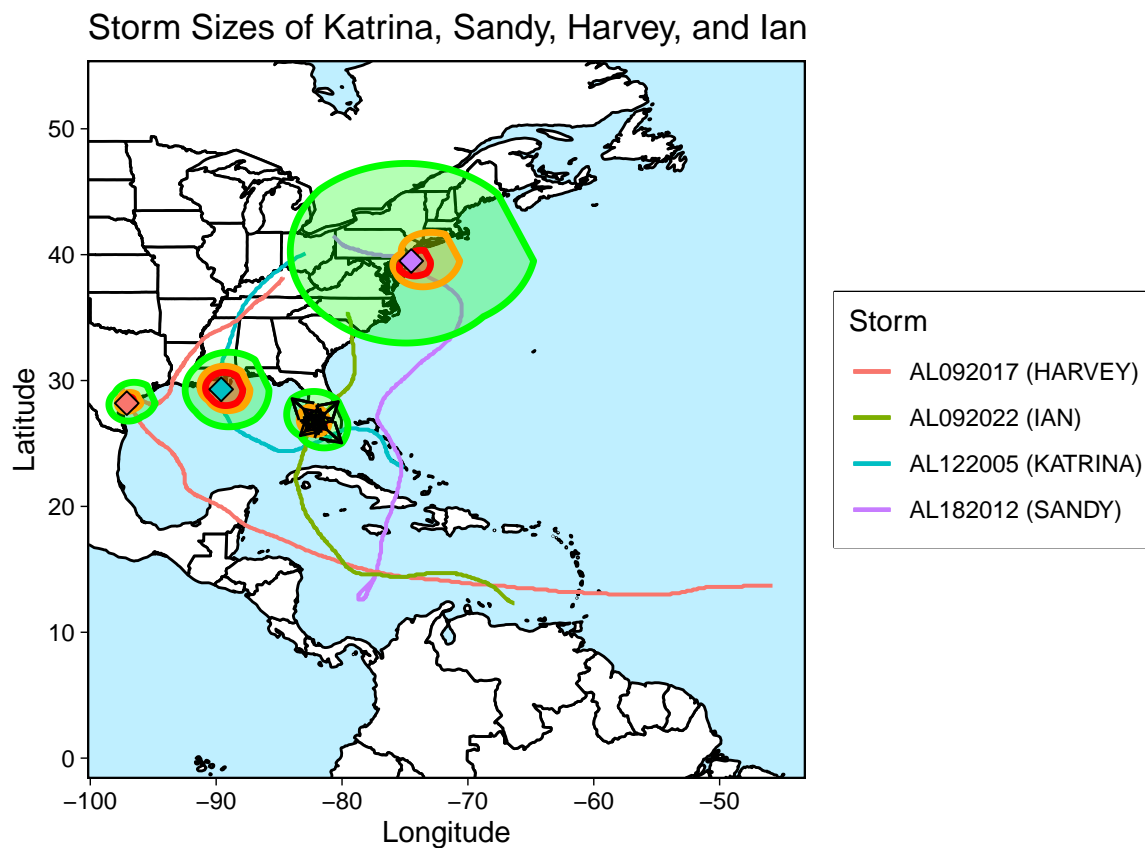 Storm Sizes of Katrina, Sandy, Harvey, and Ian
50
40
30
20
10
0
Latitude
−100
−90
−80
−70
−60
−50
Longitude
Storm
AL092017 (HARVEY)
AL092022 (IAN)
AL122005 (KATRINA)
AL182012 (SANDY)